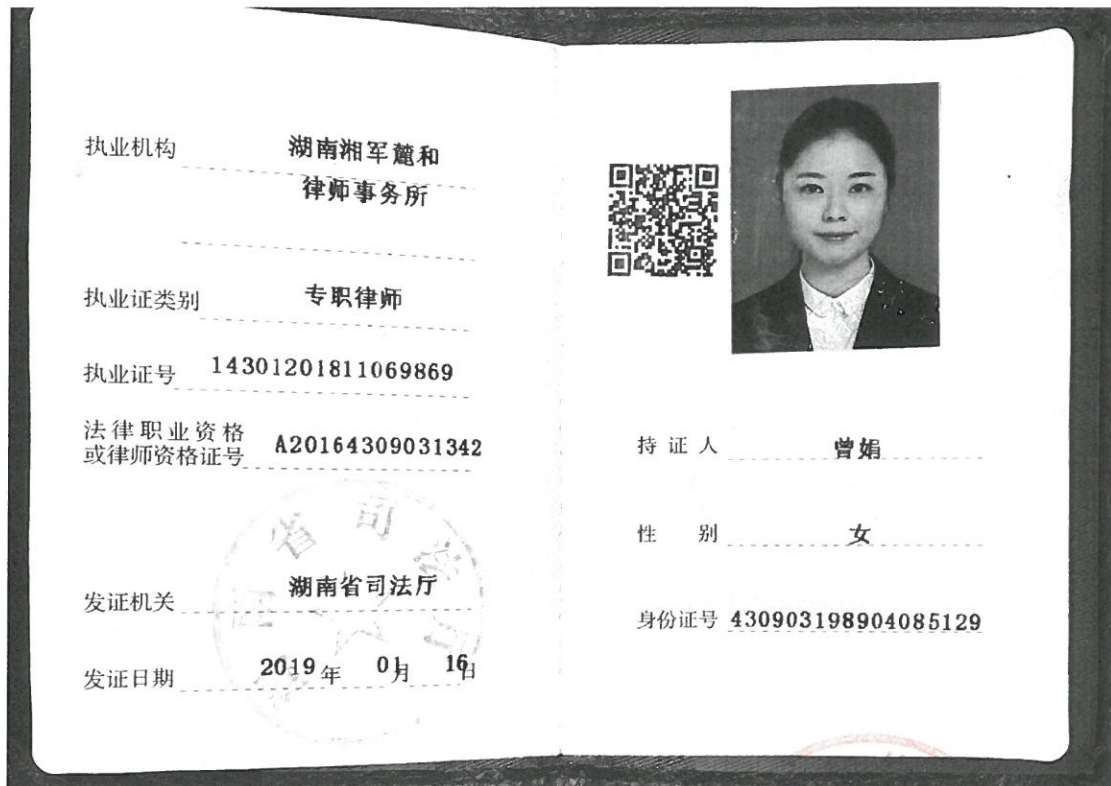 执业机构 湖南湘军麓和
律师事务所
执业证类别 专职律师
执业证号 14301201811069869
法律职业资格
或律师资格证号 A20164309031342
发证机关 湖南省司法厅
发证日期 2019年 01月 16日
持证人 曾娟
性别 女
身份证号 430903198904085129